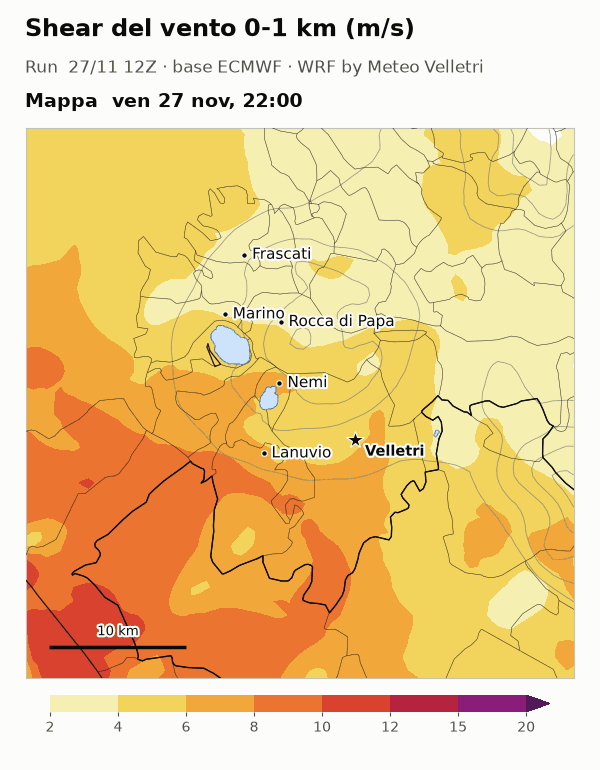 Shear del vento 0-1 km (m/s)
Run  27/11 12Z · base ECMWF · WRF by Meteo Velletri
Mappa  ven 27 nov, 22:00
Frascati
Marino
Rocca di Papa
Nemi
Velletri
Lanuvio
10 km
2 4 6 8 10 12 15 20